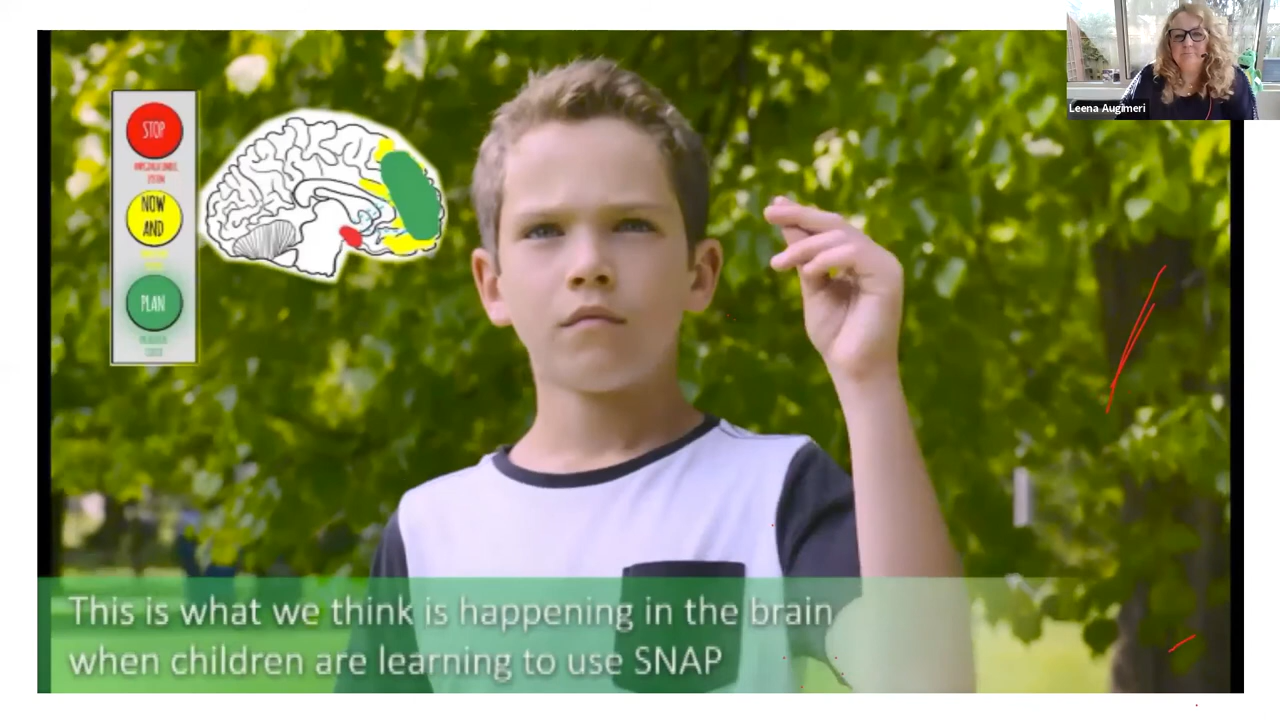 Leena Augimeri
STOP
NOW
AND
PLAN
This is what we think is happening in the brain
when children are learning to use SNAP